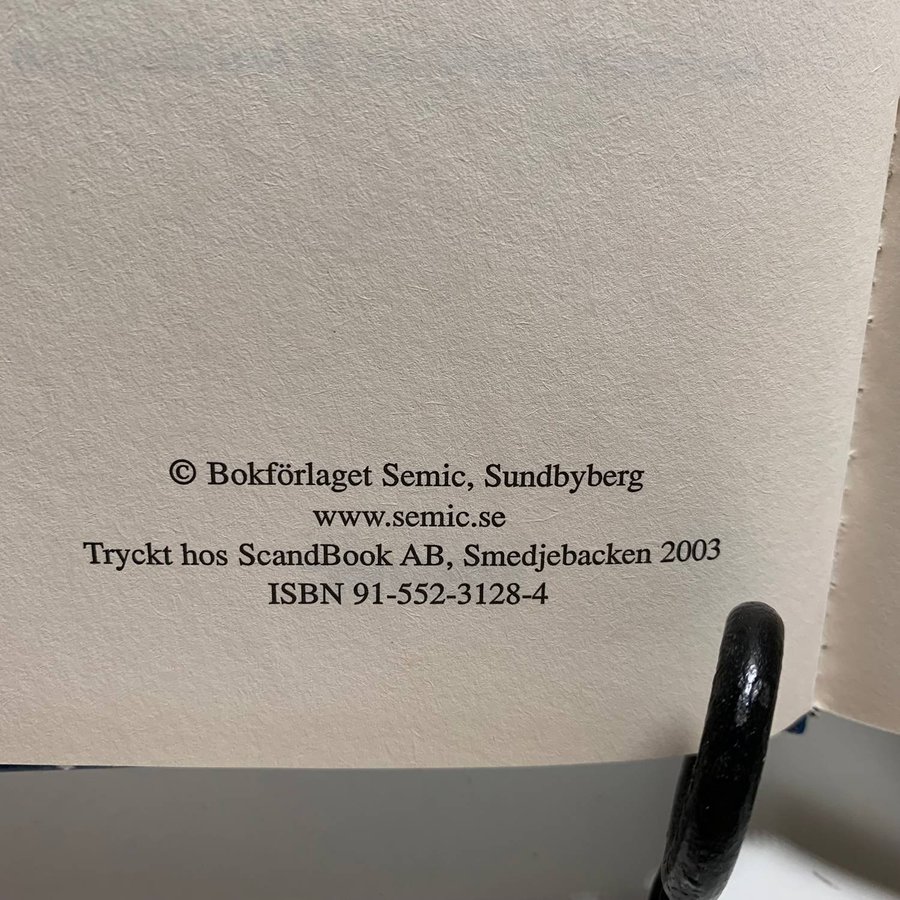 © Bokförlaget Semic, Sundbyberg
www.semic.se
Tryckt hos ScandBook AB, Smedjebacken 2003
ISBN 91-552-3128-4